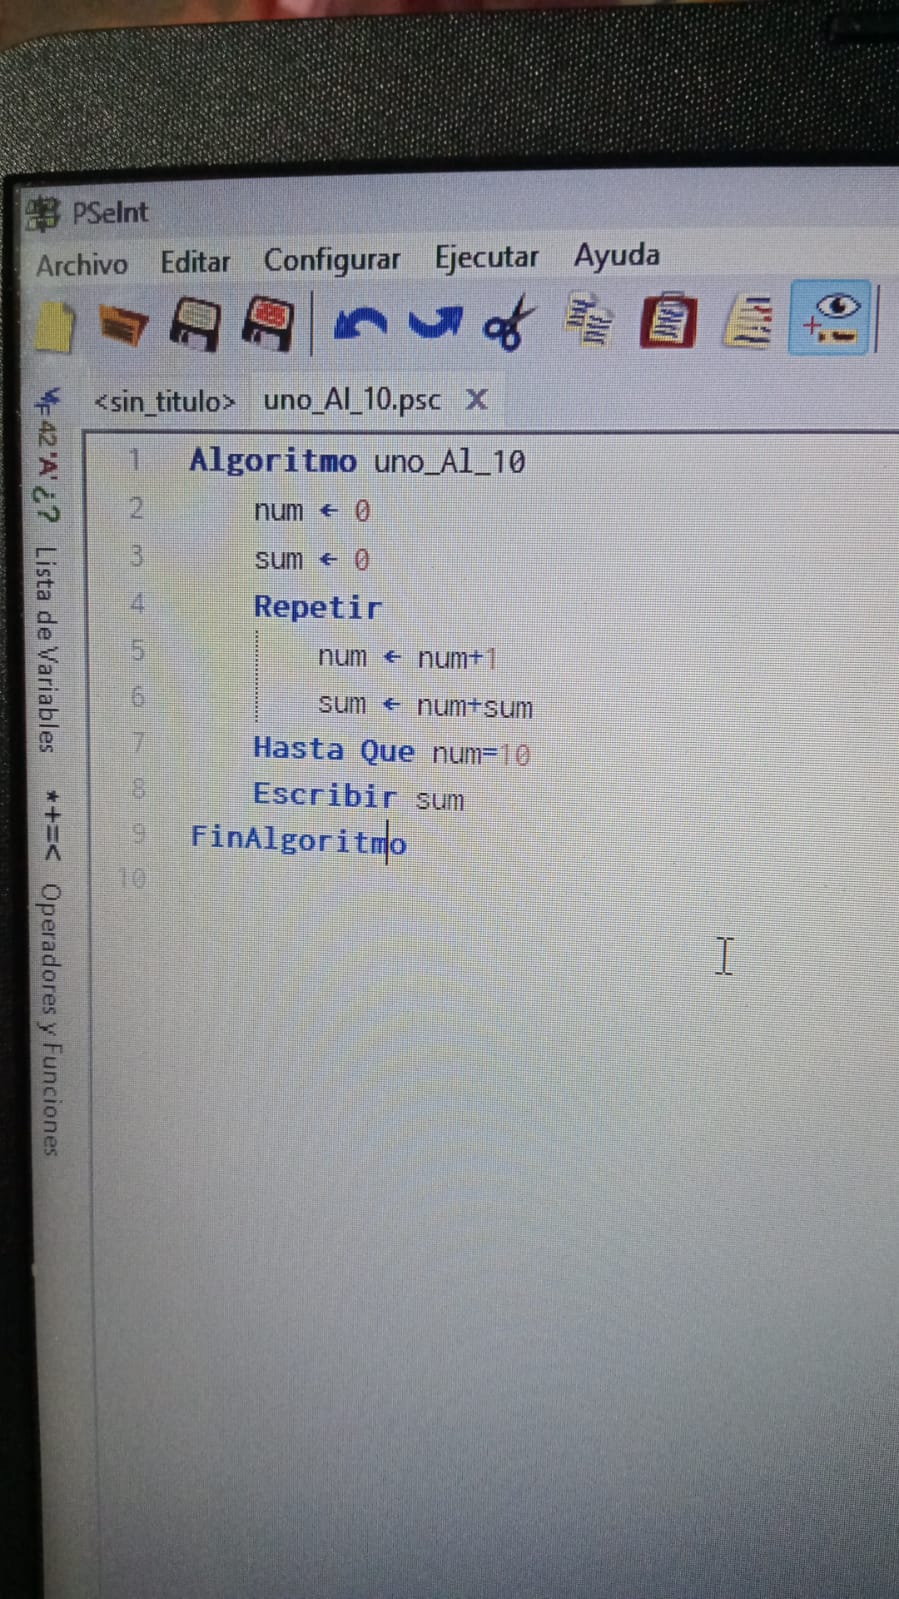 PSeInt
Archivo Editar Configurar Ejecutar Ayuda
<sin_titulo> uno_Al_10.psc X
1 Algoritmo uno_Al_10
2 num ← 0
3 sum ← 0
4 Repetir
5 num ← num+1
6 sum ← num+sum
7 Hasta Que num=10
8 Escribir sum
9 FinAlgoritmo
10
VF 42 'A' ¿? Lista de Variables
*+=< Operadores y Funciones